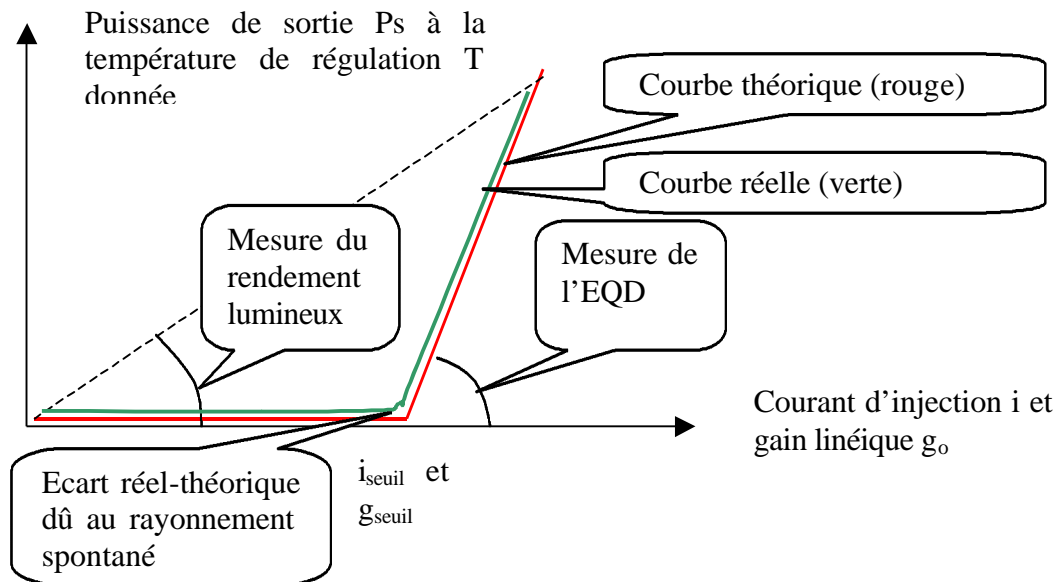 Puissance de sortie Ps à la
température de régulation T
donnée
Courbe théorique (rouge)
Courbe réelle (verte)
Mesure du
rendement
lumineux
Mesure de
l’EQD
Courant d’injection i et
gain linéique go
iseuil et
gseuil
Ecart réel-théorique
dû au rayonnement
spontané